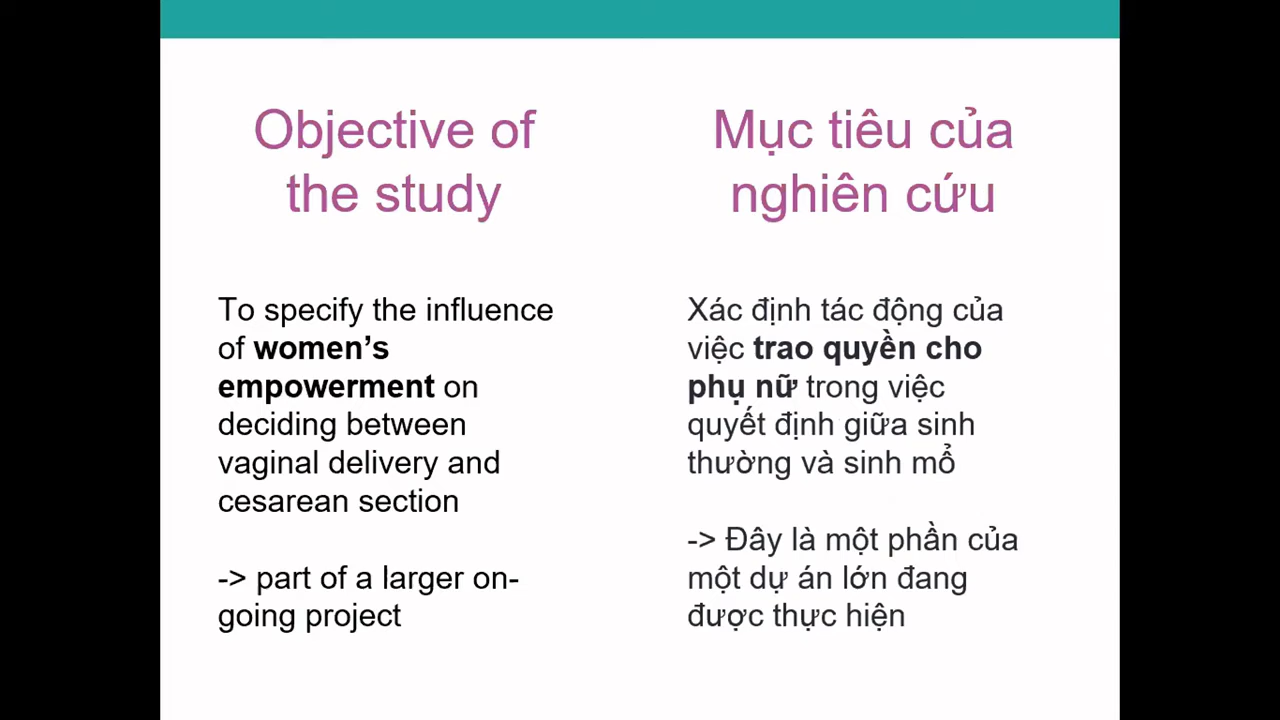 Objective of
the study
To specify the influence
of women’s
empowerment on
deciding between
vaginal delivery and
cesarean section
-> part of a larger on-
going project
Mục tiêu của
nghiên cứu
Xác định tác động của
việc trao quyền cho
phụ nữ trong việc
quyết định giữa sinh
thường và sinh mổ
-> Đây là một phần của
một dự án lớn đang
được thực hiện